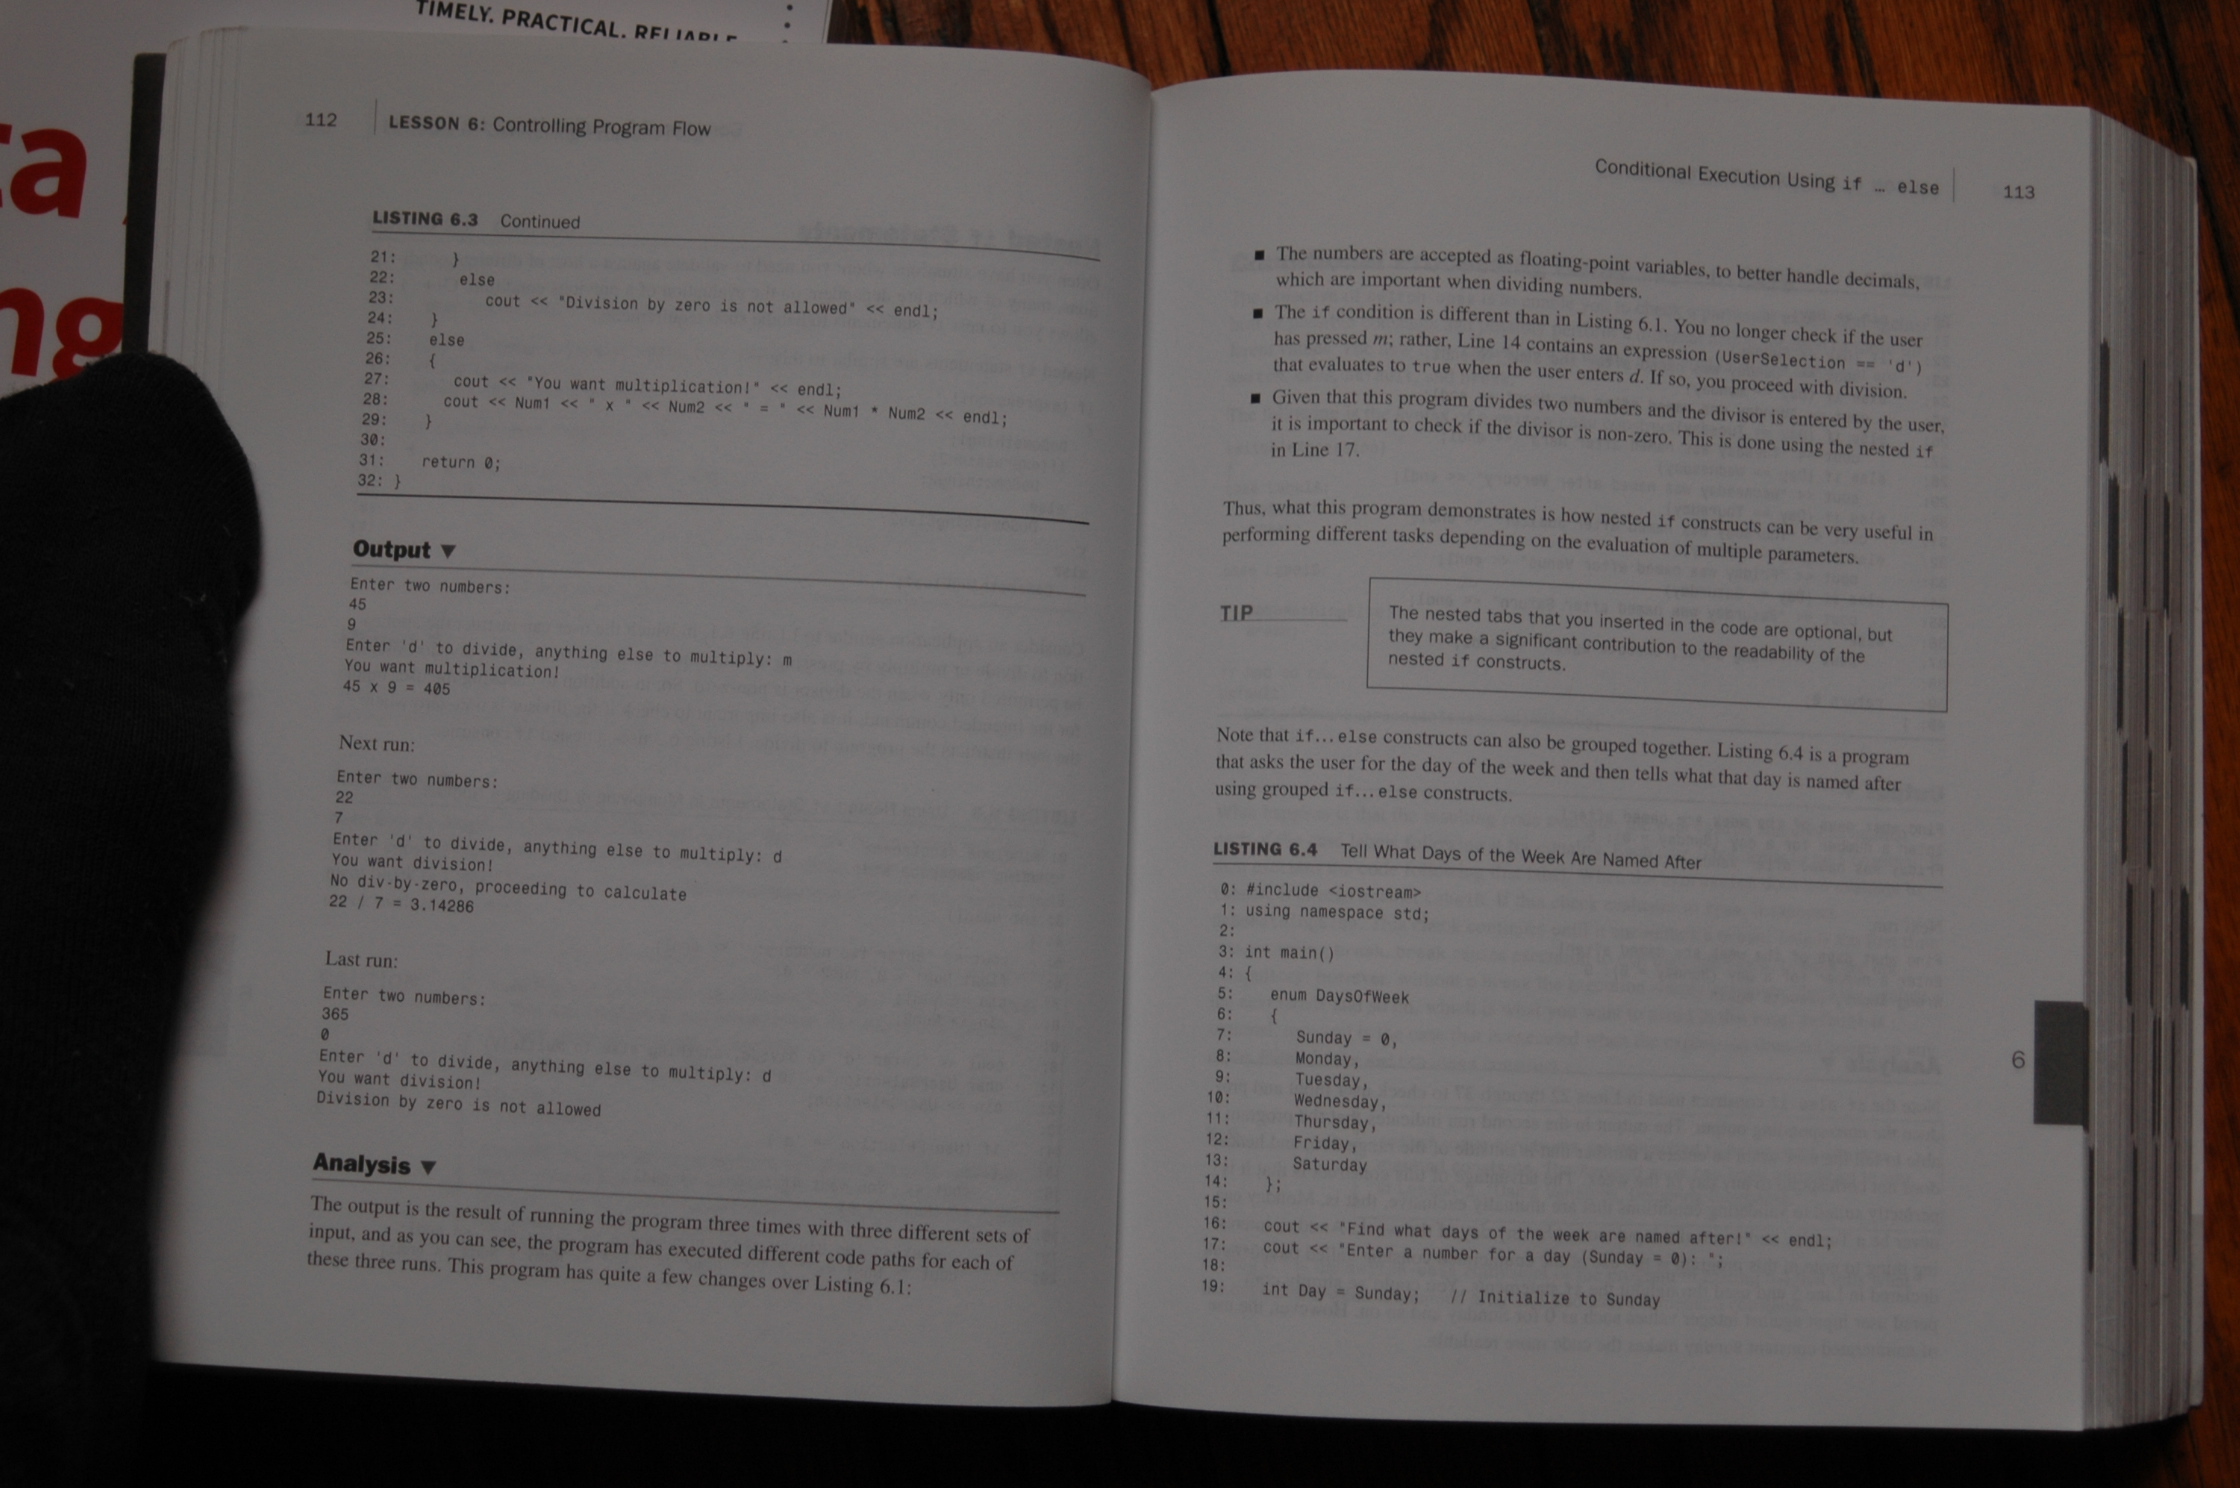 TIMELY. PRACTICAL. RELIABLE
ta
ng
112 LESSON 6: Controlling Program Flow
LISTING 6.3 Continued
21: }
22: else
23: cout << "Division by zero is not allowed" << endl;
24: }
25: else
26: {
27: cout << "You want multiplication!" << endl;
28: cout << Num1 << " x " << Num2 << " = " << Num1 * Num2 << endl;
29: }
30:
31: return 0;
32: }
Output ▼
Enter two numbers:
45
9
Enter 'd' to divide, anything else to multiply: m
You want multiplication!
45 x 9 = 405
Next run:
Enter two numbers:
22
7
Enter 'd' to divide, anything else to multiply: d
You want division!
No div-by-zero, proceeding to calculate
22 / 7 = 3.14286
Last run:
Enter two numbers:
365
0
Enter 'd' to divide, anything else to multiply: d
You want division!
Division by zero is not allowed
Analysis ▼
The output is the result of running the program three times with three different sets of
input, and as you can see, the program has executed different code paths for each of
these three runs. This program has quite a few changes over Listing 6.1:
Conditional Execution Using if … else 113
■ The numbers are accepted as floating-point variables, to better handle decimals,
which are important when dividing numbers.
■ The if condition is different than in Listing 6.1. You no longer check if the user
has pressed m; rather, Line 14 contains an expression (UserSelection == 'd')
that evaluates to true when the user enters d. If so, you proceed with division.
■ Given that this program divides two numbers and the divisor is entered by the user,
it is important to check if the divisor is non-zero. This is done using the nested if
in Line 17.
Thus, what this program demonstrates is how nested if constructs can be very useful in
performing different tasks depending on the evaluation of multiple parameters.
TIP
The nested tabs that you inserted in the code are optional, but
they make a significant contribution to the readability of the
nested if constructs.
Note that if...else constructs can also be grouped together. Listing 6.4 is a program
that asks the user for the day of the week and then tells what that day is named after
using grouped if...else constructs.
LISTING 6.4 Tell What Days of the Week Are Named After
0: #include <iostream>
1: using namespace std;
2:
3: int main()
4: {
5: enum DaysOfWeek
6: {
7: Sunday = 0,
8: Monday,
9: Tuesday,
10: Wednesday,
11: Thursday,
12: Friday,
13: Saturday
14: };
15:
16: cout << "Find what days of the week are named after!" << endl;
17: cout << "Enter a number for a day (Sunday = 0): ";
18:
19: int Day = Sunday; // Initialize to Sunday
6